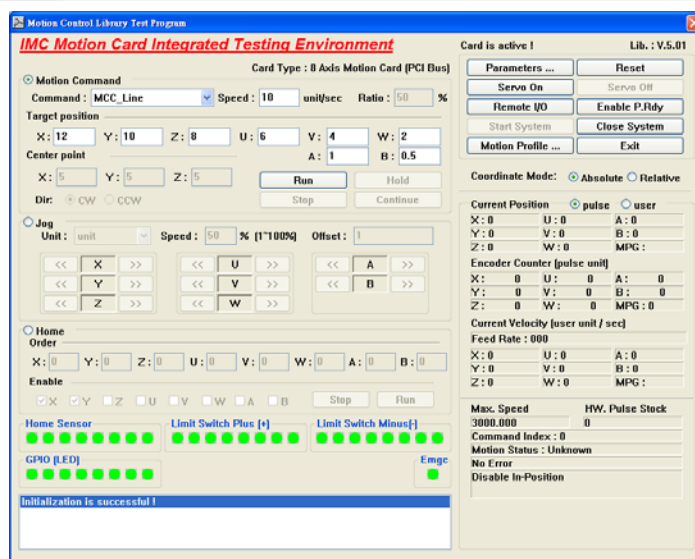 Motion Control Library Test Program
IMC Motion Card Integrated Testing Environment
Card is active ! Lib. : V.5.01
Card Type : 8 Axis Motion Card (PCI Bus)
Motion Command
Command : MCC_Line Speed : 10 unit/sec Ratio : 50 %
Target position
X: 12 Y: 10 Z: 8 U: 6 V: 4 W: 2
Center point A: 1 B: 0.5
X: 5 Y: 5 Z: 5 Run Hold
Dir: CW CCW Stop Continue
Jog
Unit : unit Speed : 50 % (1~100%) Offset : 1
<< X >> << U >> << A >>
<< Y >> << V >> << B >>
<< Z >> << W >>
Home
Order
X: 0 Y: 0 Z: 0 U: 0 V: 0 W: 0 A: 0 B: 0
Enable
X Y Z U V W A B Stop Run
Home Sensor Limit Switch Plus (+) Limit Switch Minus(-)
GPIO (LED) Emge
Initialization is successful !
Parameters ... Reset
Servo On Servo Off
Remote I/O Enable P.Rdy
Start System Close System
Motion Profile ... Exit
Coordinate Mode: Absolute Relative
Current Position pulse user
X : 0 U : 0 A : 0
Y : 0 V : 0 B : 0
Z : 0 W : 0 MPG :
Encoder Counter (pulse unit)
X : 0 U : 0 A : 0
Y : 0 V : 0 B : 0
Z : 0 W : 0 MPG : 0
Current Velocity (user unit / sec)
Feed Rate : 000
X : 0 U : 0 A : 0
Y : 0 V : 0 B : 0
Z : 0 W : 0 MPG :
Max. Speed HW. Pulse Stock
3000.000 0
Command Index : 0
Motion Status : Unknown
No Error
Disable In-Position